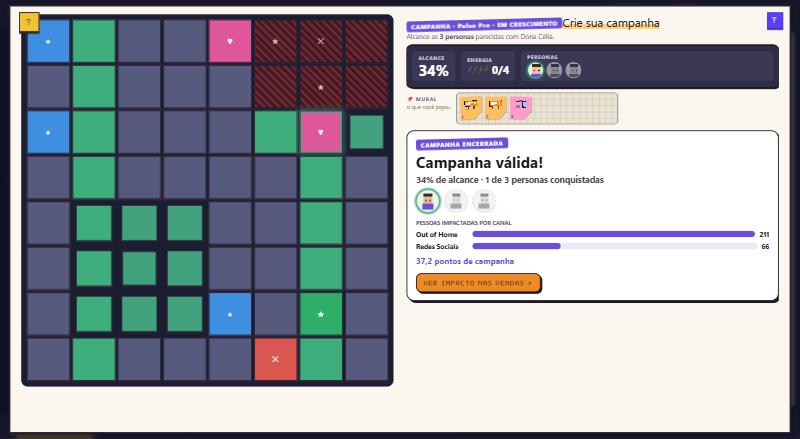 ?
CAMPANHA · Pulso Pro · EM CRESCIMENTO Crie sua campanha
?
Alcance as 3 personas parecidas com Dona Célia.
ALCANCE
34%
ENERGIA
0/4
PERSONAS
MURAL
o que você jogou
CAMPANHA ENCERRADA
Campanha válida!
34% de alcance · 1 de 3 personas conquistadas
PESSOAS IMPACTADAS POR CANAL
Out of Home 211
Redes Sociais 66
37,2 pontos de campanha
VER IMPACTO NAS VENDAS →